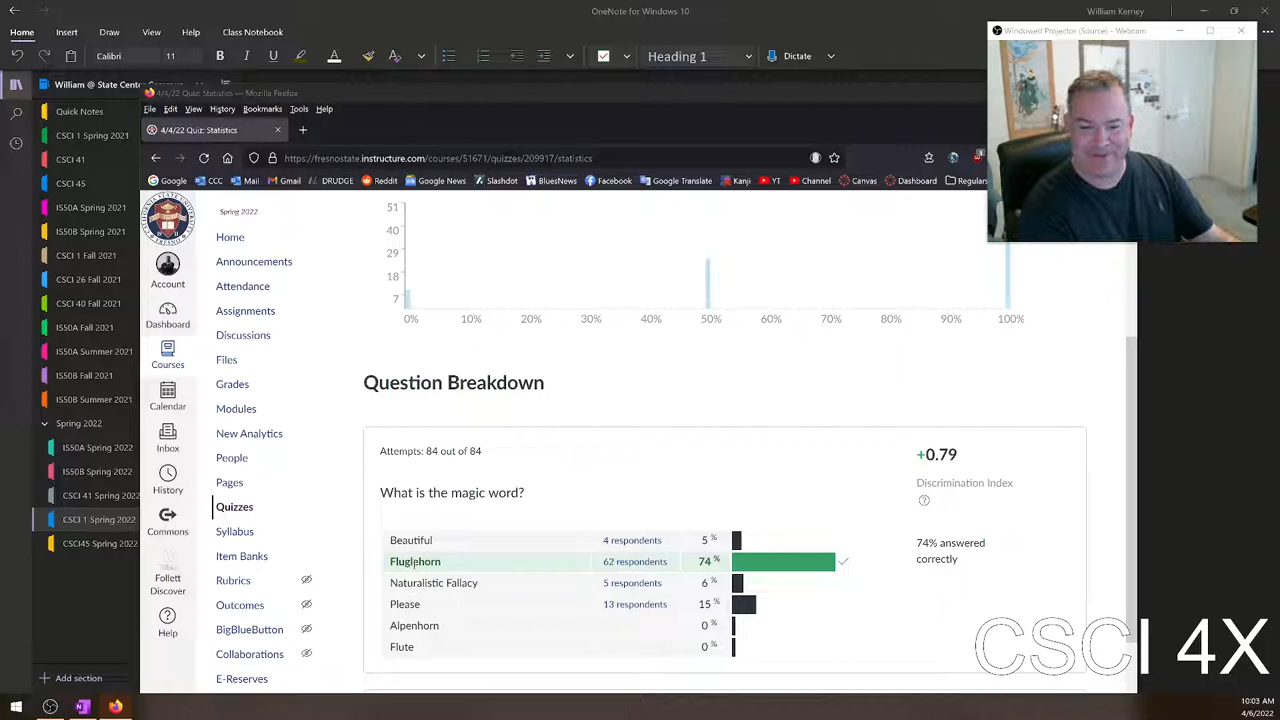 OneNote for Windows 10
William Kerney
Home Insert Draw View Help Class Notebook
Calibri 11 B I U A Heading 1 Dictate
Windowed Projector (Source) - Webcam
William @ State Cent
4/4/22 Quiz: Statistics — Mozilla Firefox
File Edit View History Bookmarks Tools Help
4/4/22 Quiz: Statistics
https://fresnostate.instructure.com/courses/51671/quizzes/209917/statistics
Google CCC Mail Gmail DRUDGE Reddit Google News Slashdot BluesNews Facebook Google Translate Kanji YT Channel Canvas Dashboard Regulars
Quick Notes
CSCI 1 Spring 2021
CSCI 41
CSCI 45
IS50A Spring 2021
IS50B Spring 2021
CSCI 1 Fall 2021
CSCI 26 Fall 2021
CSCI 40 Fall 2021
IS50A Fall 2021
IS50A Summer 2021
IS50B Fall 2021
IS50B Summer 2021
Spring 2022
IS50A Spring 2022
IS50B Spring 2022
CSCI 41 Spring 2022
CSCI 1 Spring 2022
CSCI45 Spring 2022
Add section
Account
Dashboard
Courses
Calendar
Inbox
History
Commons
Follett
Discover
Help
Spring 2022
Home
Announcements
Attendance
Assignments
Discussions
Files
Grades
Modules
New Analytics
People
Pages
Quizzes
Syllabus
Item Banks
Rubrics
Outcomes
BigBlueButton
Collaborations
E-Reserves
51
40
29
18
7
0% 10% 20% 30% 40% 50% 60% 70% 80% 90% 100%
Question Breakdown
Attempts: 84 out of 84
What is the magic word?
Beautiful 4 respondents 5 %
Fluglehorn 62 respondents 74 %
Naturalistic Fallacy 5 respondents 6 %
Please 13 respondents 15 %
Alpenhorn 0 %
Flute 0 %
+0.79
Discrimination Index
74% answered
correctly
CSCI 4X
10:03 AM
4/6/2022